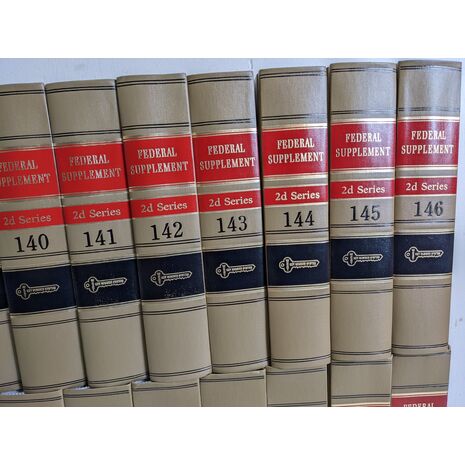 FEDERAL
SUPPLEMENT
2d Series
140
FEDERAL
SUPPLEMENT
2d Series
141
FEDERAL
SUPPLEMENT
2d Series
142
FEDERAL
SUPPLEMENT
2d Series
143
FEDERAL
SUPPLEMENT
2d Series
144
FEDERAL
SUPPLEMENT
2d Series
145
FEDERAL
SUPPLEMENT
2d Series
146
FEDERAL